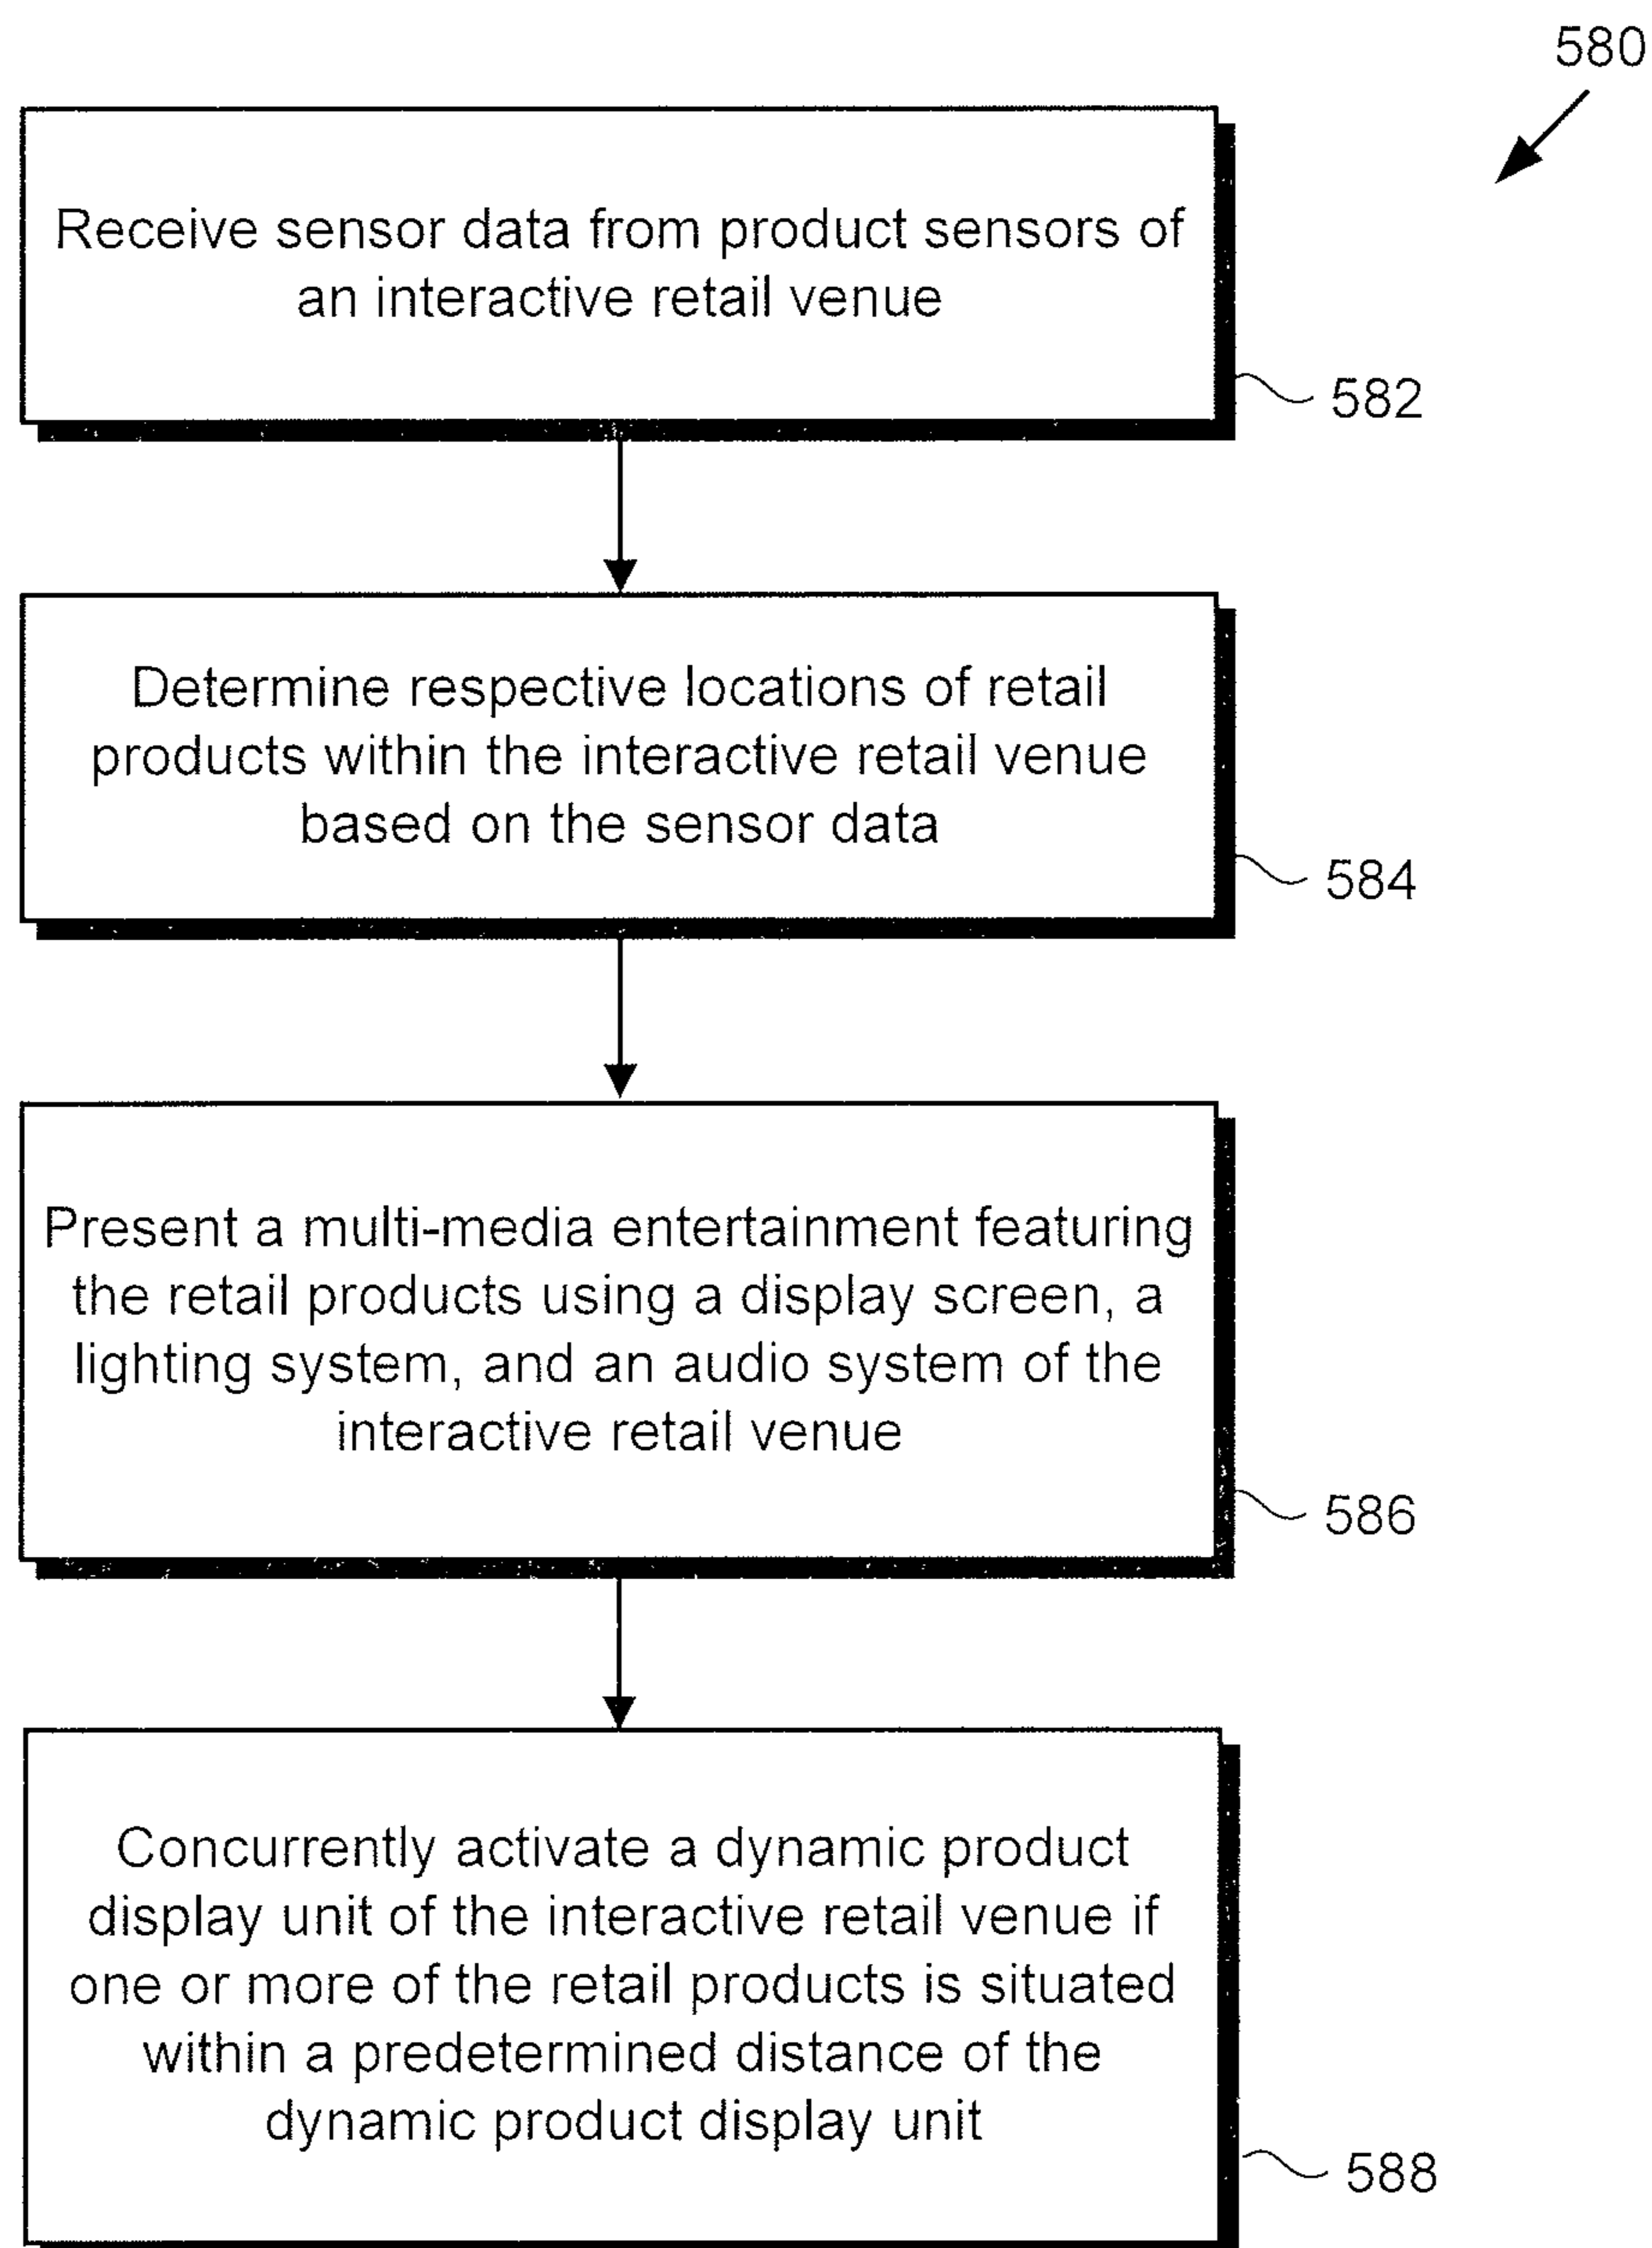 580
Receive sensor data from product sensors of
an interactive retail venue
582
Determine respective locations of retail
products within the interactive retail venue
based on the sensor data
584
Present a multi-media entertainment featuring
the retail products using a display screen, a
lighting system, and an audio system of the
interactive retail venue
586
Concurrently activate a dynamic product
display unit of the interactive retail venue if
one or more of the retail products is situated
within a predetermined distance of the
dynamic product display unit
588